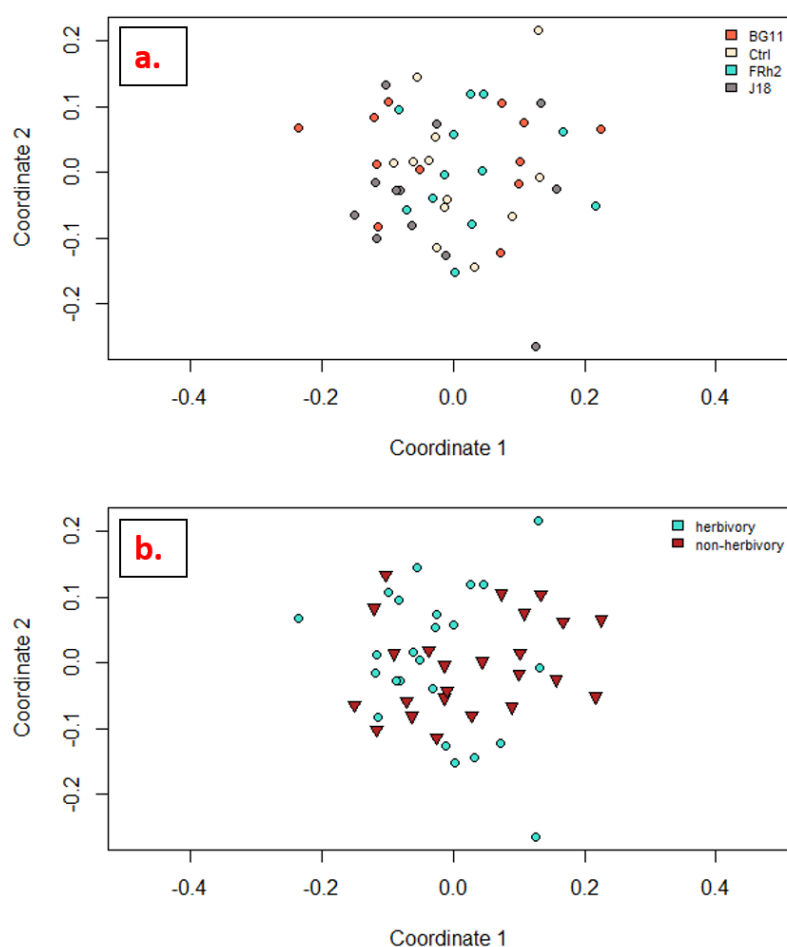 a.
BG11
Ctrl
FRh2
J18
0.2
0.1
0.0
-0.1
-0.2
Coordinate 2
-0.4 -0.2 0.0 0.2 0.4
Coordinate 1
b.
herbivory
non-herbivory
0.2
0.1
0.0
-0.1
-0.2
Coordinate 2
-0.4 -0.2 0.0 0.2 0.4
Coordinate 1